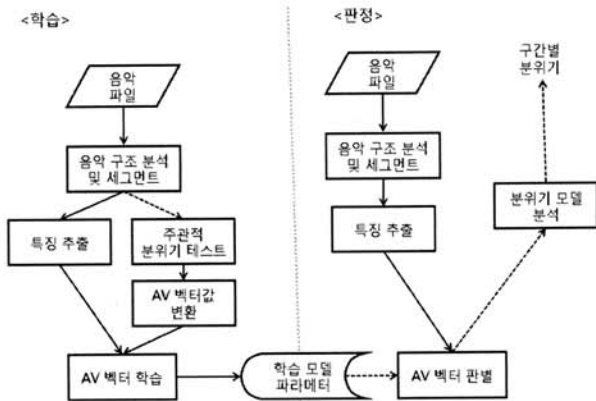 <학습>
음악
파일
음악 구조 분석
및 세그먼트
특징 추출
주관적
분위기 테스트
AV 벡터값
변환
AV 벡터 학습
학습 모델
파라메터
<판정>
음악
파일
음악 구조 분석
및 세그먼트
특징 추출
AV 벡터 판별
분위기 모델
분석
구간별
분위기